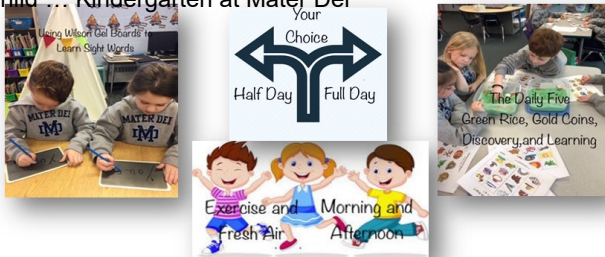 ... Kindergarten at Mater Dei
Using Wilson Gel Boards to
Learn Sight Words
MATER DEI
MD
MATER DEI
MD
Your
Choice
Half Day
Full Day
The Daily Five
Green Rice, Gold Coins,
Discovery,and Learning
Exercise and
Fresh Air
Morning and
Afternoon